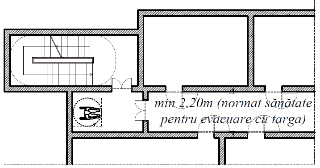 min 2,20m (normat sănătate
pentru evacuare cu targa)